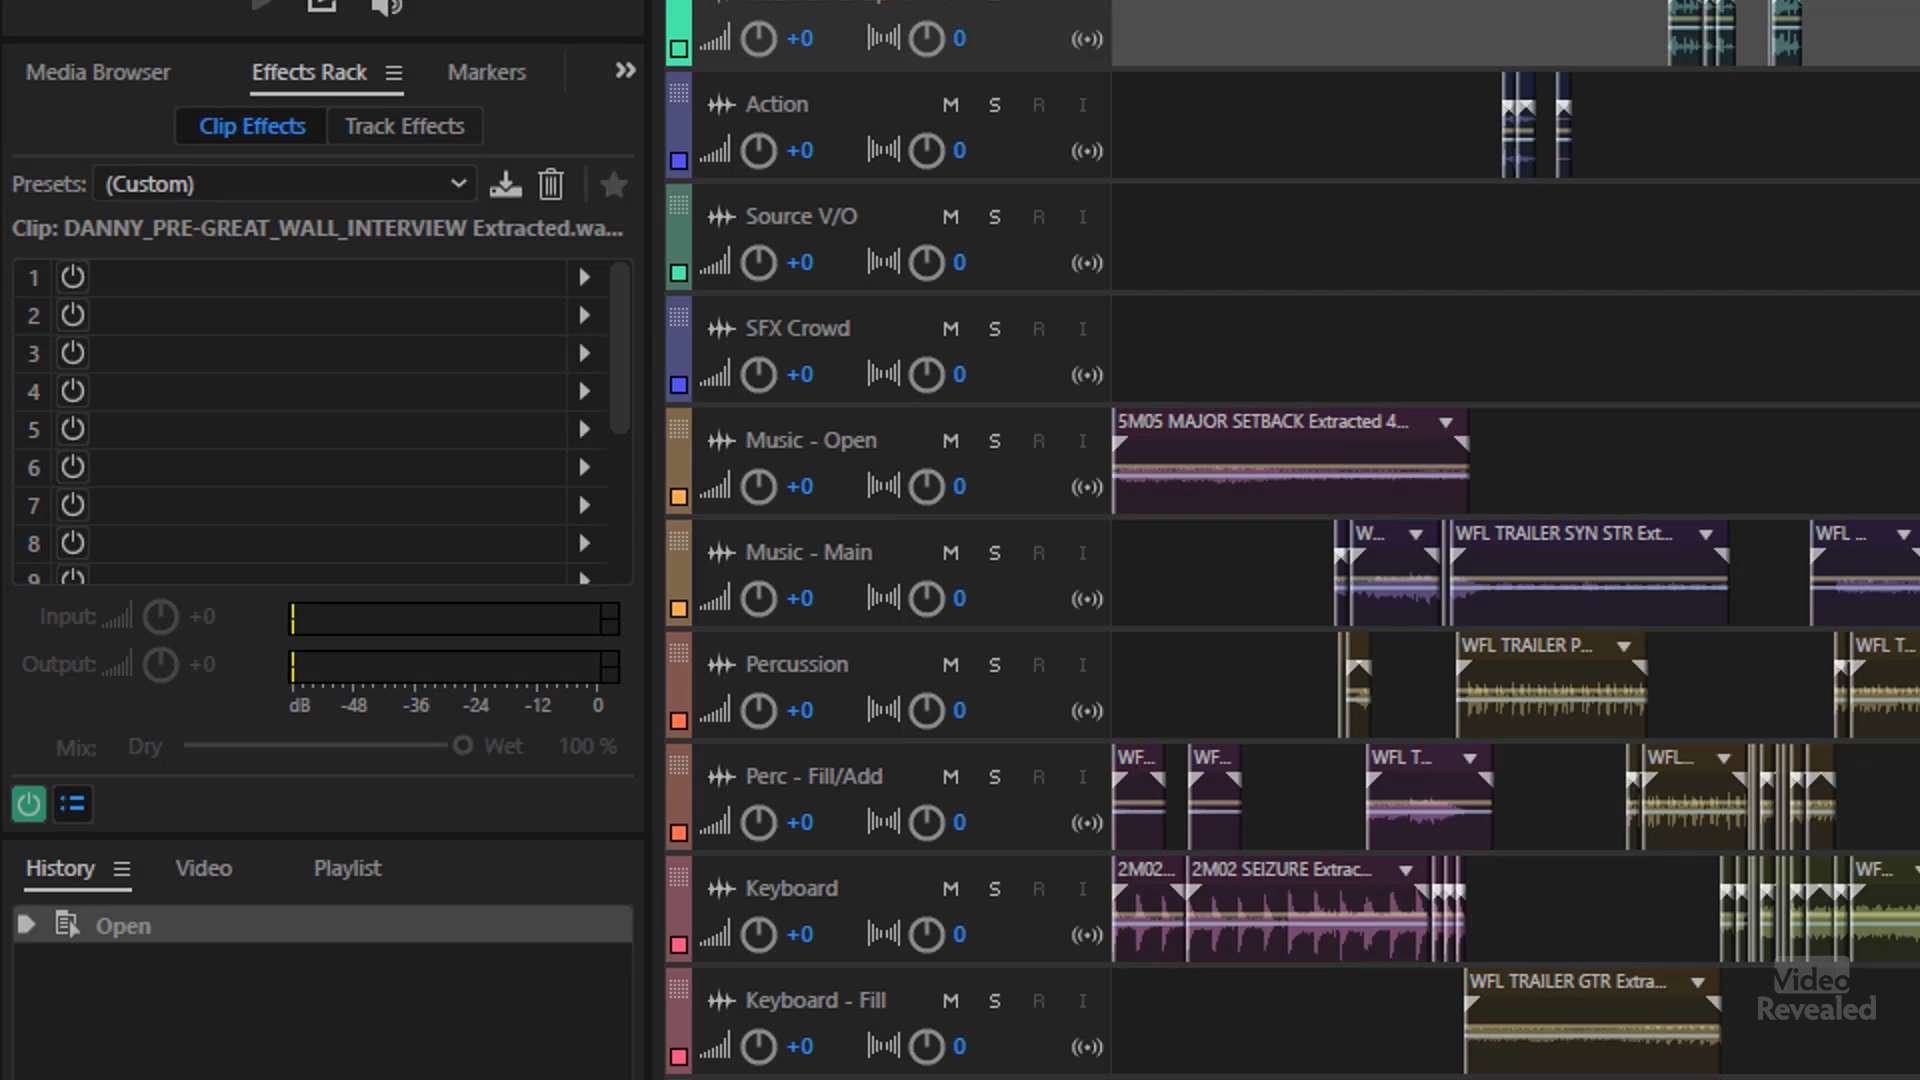 Media Browser
Effects Rack
Markers
Clip Effects
Track Effects
Presets:
(Custom)
Clip: DANNY_PRE-GREAT_WALL_INTERVIEW Extracted.wa...
1
2
3
4
5
6
7
8
9
Input:
+0
Output:
+0
dB
-48
-36
-24
-12
0
Mix:
Dry
Wet
100 %
History
Video
Playlist
Open
+0
0
Action
M
S
R
I
+0
0
Source V/O
M
S
R
I
+0
0
SFX Crowd
M
S
R
I
+0
0
Music - Open
M
S
R
I
+0
0
5M05 MAJOR SETBACK Extracted 4...
Music - Main
M
S
R
I
+0
0
W...
WFL TRAILER SYN STR Ext...
WFL ...
Percussion
M
S
R
I
+0
0
WFL TRAILER P...
WFL T...
Perc - Fill/Add
M
S
R
I
+0
0
WF...
WF...
WFL T...
WFL...
Keyboard
M
S
R
I
+0
0
2M02...
2M02 SEIZURE Extrac...
WF...
Keyboard - Fill
M
S
R
I
+0
0
WFL TRAILER GTR Extra...
Video
Revealed